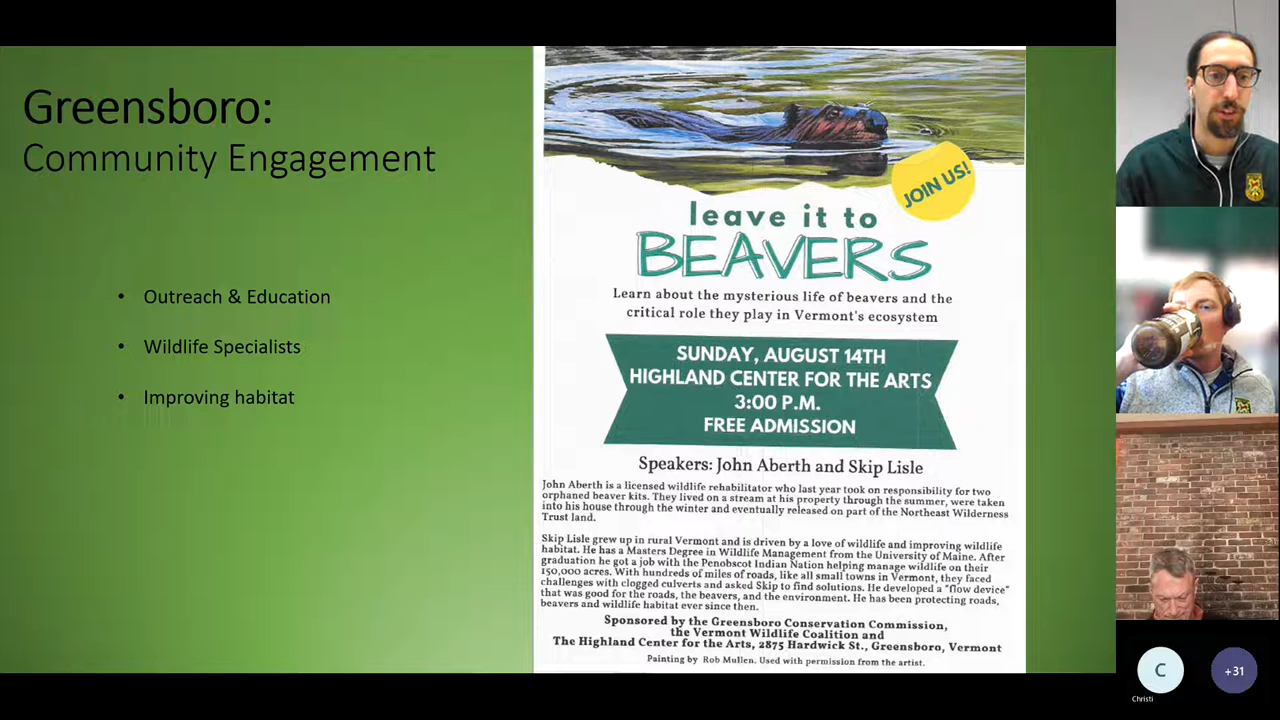 Greensboro:
Community Engagement
• Outreach & Education
• Wildlife Specialists
• Improving habitat
JOIN US!
leave it to
BEAVERS
Learn about the mysterious life of beavers and the
critical role they play in Vermont's ecosystem
SUNDAY, AUGUST 14TH
HIGHLAND CENTER FOR THE ARTS
3:00 P.M.
FREE ADMISSION
Speakers: John Aberth and Skip Lisle
John Aberth is a licensed wildlife rehabilitator who last year took on responsibility for two
orphaned beaver kits. They lived on a stream at his property through the summer, were taken
into his house through the winter and eventually released on part of the Northeast Wilderness
Trust land.
Skip Lisle grew up in rural Vermont and is driven by a love of wildlife and improving wildlife
habitat. He has a Masters Degree in Wildlife Management from the University of Maine. After
graduation he got a job with the Penobscot Indian Nation helping manage wildlife on their
150,000 acres. With hundreds of miles of roads, like all small towns in Vermont, they faced
challenges with clogged culverts and asked Skip to find solutions. He developed a "flow device"
that was good for the roads, the beavers, and the environment. He has been protecting roads,
beavers and wildlife habitat ever since then.
Sponsored by the Greensboro Conservation Commission,
the Vermont Wildlife Coalition and
The Highland Center for the Arts, 2875 Hardwick St., Greensboro, Vermont
Painting by Rob Mullen. Used with permission from the artist.
C
+31
Christi